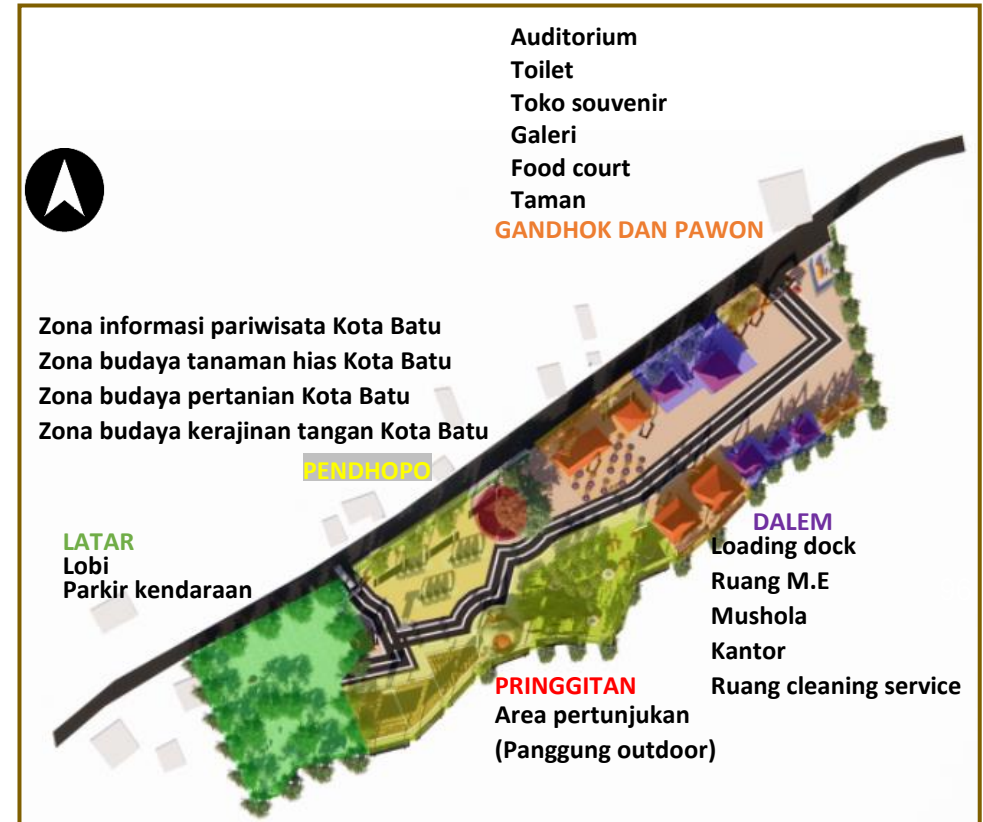 Auditorium
Toilet
Toko souvenir
Galeri
Food court
Taman
GANDHOK DAN PAWON
Zona informasi pariwisata Kota Batu
Zona budaya tanaman hias Kota Batu
Zona budaya pertanian Kota Batu
Zona budaya kerajinan tangan Kota Batu
PENDHOPO
LATAR
Lobi
Parkir kendaraan
DALEM
Loading dock
Ruang M.E
Mushola
Kantor
Ruang cleaning service
PRINGGITAN
Area pertunjukan
(Panggung outdoor)